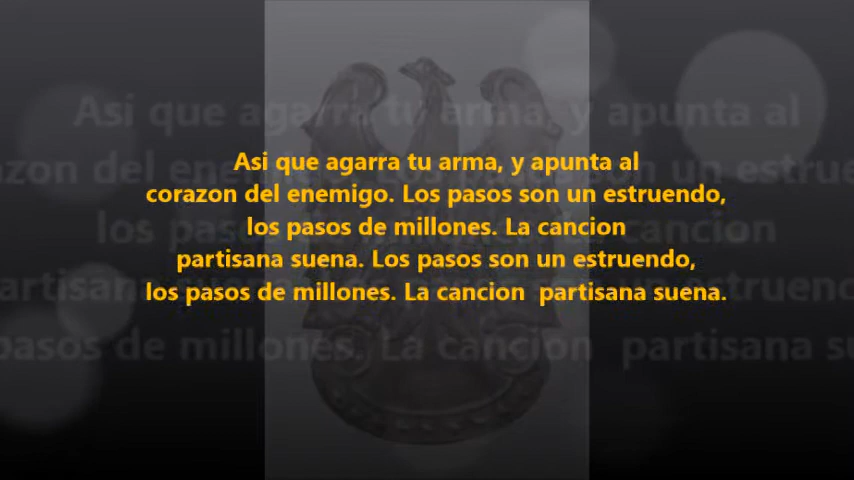 Asi que agarra tu arma, y apunta al
corazon del enemigo. Los pasos son un estruendo,
los pasos de millones. La cancion
partisana suena. Los pasos son un estruendo,
los pasos de millones. La cancion  partisana suena.